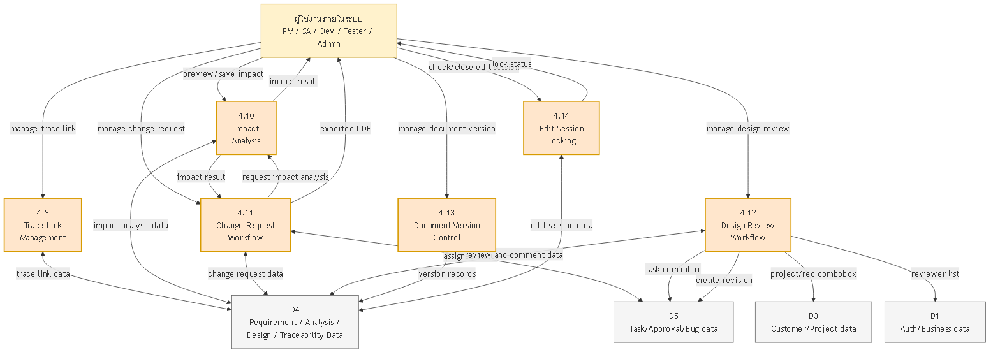 ผู้ใช้งานภายในระบบ
PM / SA / Dev / Tester /
Admin
preview/save impact
impact result
check/close edit
lock status
4.10
Impact
Analysis
4.14
Edit Session
Locking
manage trace link
manage change request
exported PDF
manage document version
manage design review
impact result
request impact analysis
4.9
Trace Link
Management
4.11
Change Request
Workflow
4.13
Document Version
Control
4.12
Design Review
Workflow
impact analysis data
edit session data
assign
review and comment data
trace link data
change request data
version records
task combobox
create revision
project/req combobox
reviewer list
D4
Requirement / Analysis /
Design / Traceability Data
D5
Task/Approval/Bug data
D3
Customer/Project data
D1
Auth/Business data